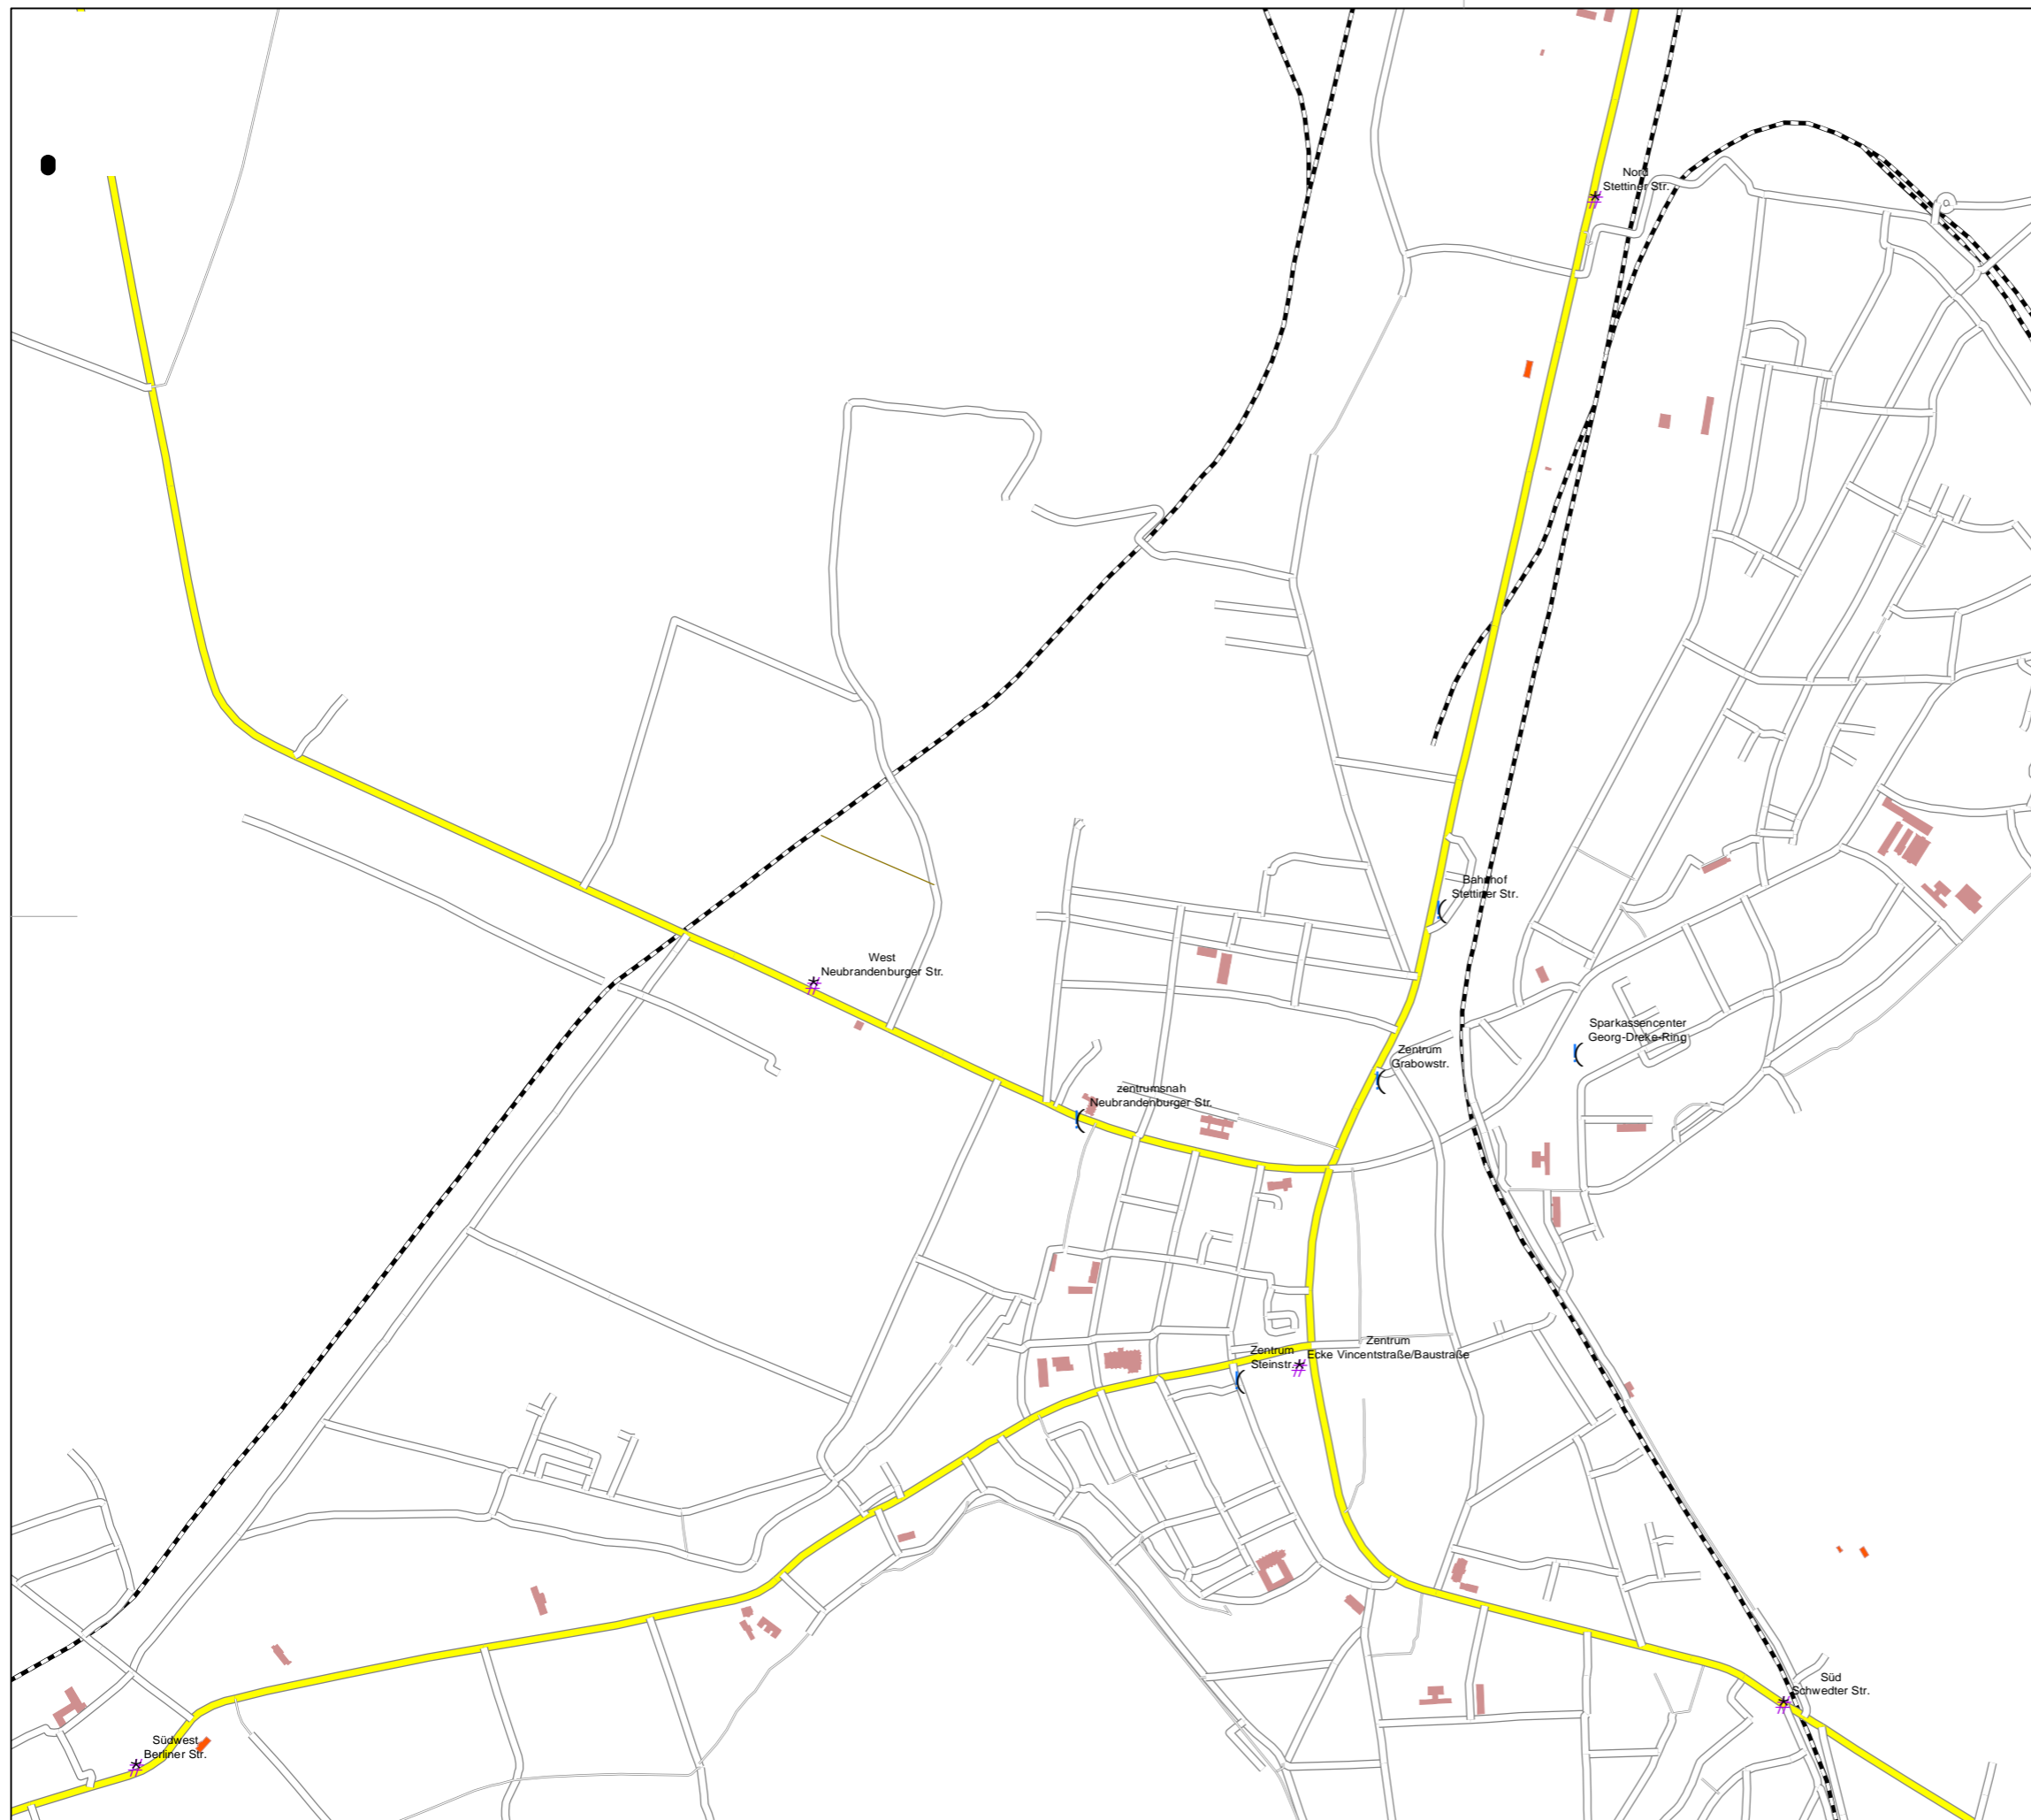 Nord
Stettiner Str.
Bahnhof
Stettiner Str.
West
Neubrandenburger Str.
Sparkassencenter
Georg-Dreke-Ring
Zentrum
Grabowstr.
zentrumsnah
Neubrandenburger Str.
Zentrum
Ecke Vincentstraße/Baustraße
Zentrum
Steinstr.
Süd
Schwedter Str.
Südwest
Berliner Str.